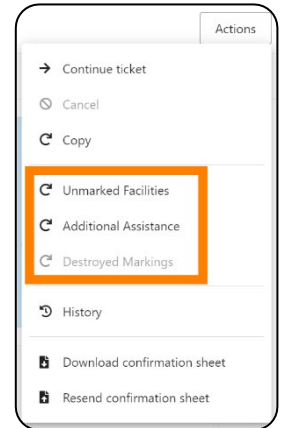 Actions
Continue ticket
Cancel
Copy
Unmarked Facilities
Additional Assistance
Destroyed Markings
History
Download confirmation sheet
Resend confirmation sheet